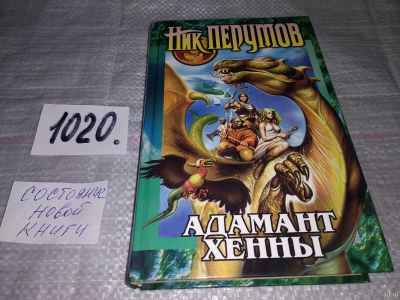 Ник ПЕРУМОВ
1020.
СОСТОЯНИЕ
НОВОЙ
КНИГИ
АДАМАНТ
ХЕННЫ